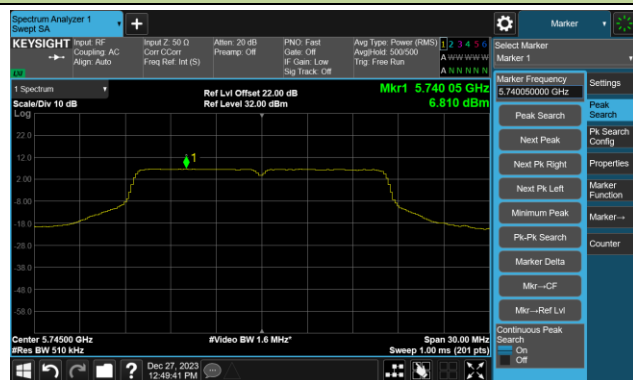 Spectrum Analyzer 1
Swept SA
+
Marker
KEYSIGHT
Input: RF
Coupling: AC
Align: Auto
Input Z: 50 Ω
Corr CCorr
Freq Ref: Int (S)
Atten: 20 dB
Preamp: Off
PNO: Fast
Gate: Off
IF Gain: Low
Sig Track: Off
Avg Type: Power (RMS)
Avg|Hold: 500/500
Trig: Free Run
1 2 3 4 5 6
A W W W W W
A N N N N N
LXI
1 Spectrum
Scale/Div 10 dB
Log
Ref Lvl Offset 22.00 dB
Ref Level 32.00 dBm
Mkr1 5.740 05 GHz
6.810 dBm
22.0
12.0
2.00
-8.00
-18.0
-28.0
-38.0
-48.0
-58.0
1
Center 5.74500 GHz
#Res BW 510 kHz
#Video BW 1.6 MHz*
Span 30.00 MHz
Sweep 1.00 ms (201 pts)
Dec 27, 2023
12:49:41 PM
?
Select Marker
Marker 1
Marker Frequency
5.740050000 GHz
Peak Search
Next Peak
Next Pk Right
Next Pk Left
Minimum Peak
Pk-Pk Search
Marker Delta
Mkr→CF
Mkr→Ref Lvl
Continuous Peak
Search
On
Off
Settings
Peak
Search
Pk Search
Config
Properties
Marker
Function
Marker→
Counter